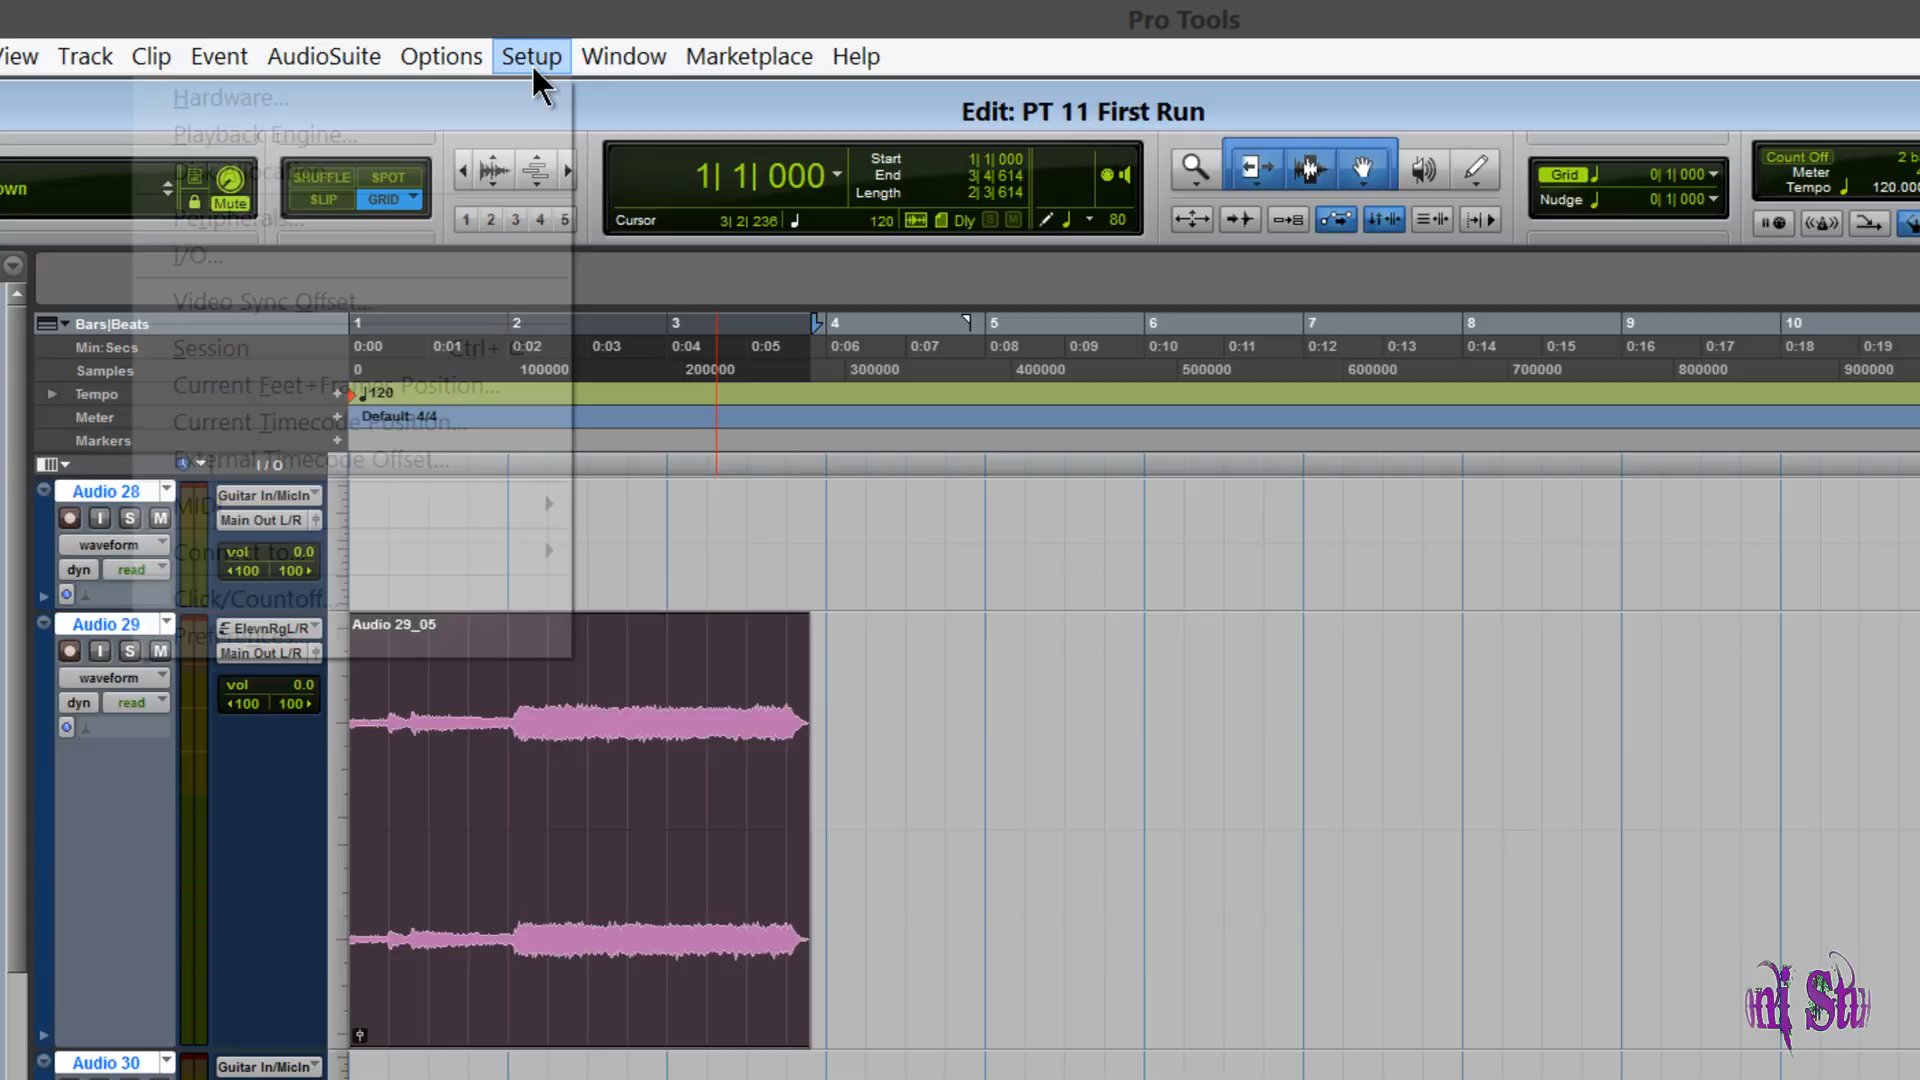 Pro Tools
View Track Clip Event AudioSuite Options Setup Window Marketplace Help
Edit: PT 11 First Run
Hardware...
Playback Engine...
Peripherals...
I/O...
Video Sync Offset...
Session Ctrl+
Current Feet+Frames Position...
Current Timecode Position...
External Timecode Offset...
MIDI
Click/Countoff...
Mute
SHUFFLE SPOT
SLIP GRID
1 2 3 4 5
1| 1| 000
Start 1| 1| 000
End 3| 4| 614
Length 2| 3| 614
Cursor 3| 2| 236 120 Dly S M 80
Grid 0| 1| 000
Nudge 0| 1| 000
Count Off
Meter
Tempo 120.000
Bars|Beats 1 2 3 4 5 6 7 8 9 10
Min:Secs 0:00 0:01 0:02 0:03 0:04 0:05 0:06 0:07 0:08 0:09 0:10 0:11 0:12 0:13 0:14 0:15 0:16 0:17 0:18 0:19
Samples 0 100000 200000 300000 400000 500000 600000 700000 800000 900000
Tempo 120
Meter Default: 4/4
Markers
I / O
Audio 28
I S M
waveform
dyn read
Guitar In/MicIn
Main Out L/R
vol 0.0
100 100
Audio 29
I S M
waveform
dyn read
ElevnRgL/R
Main Out L/R
vol 0.0
100 100
Audio 29_05
Audio 30
Guitar In/MicIn